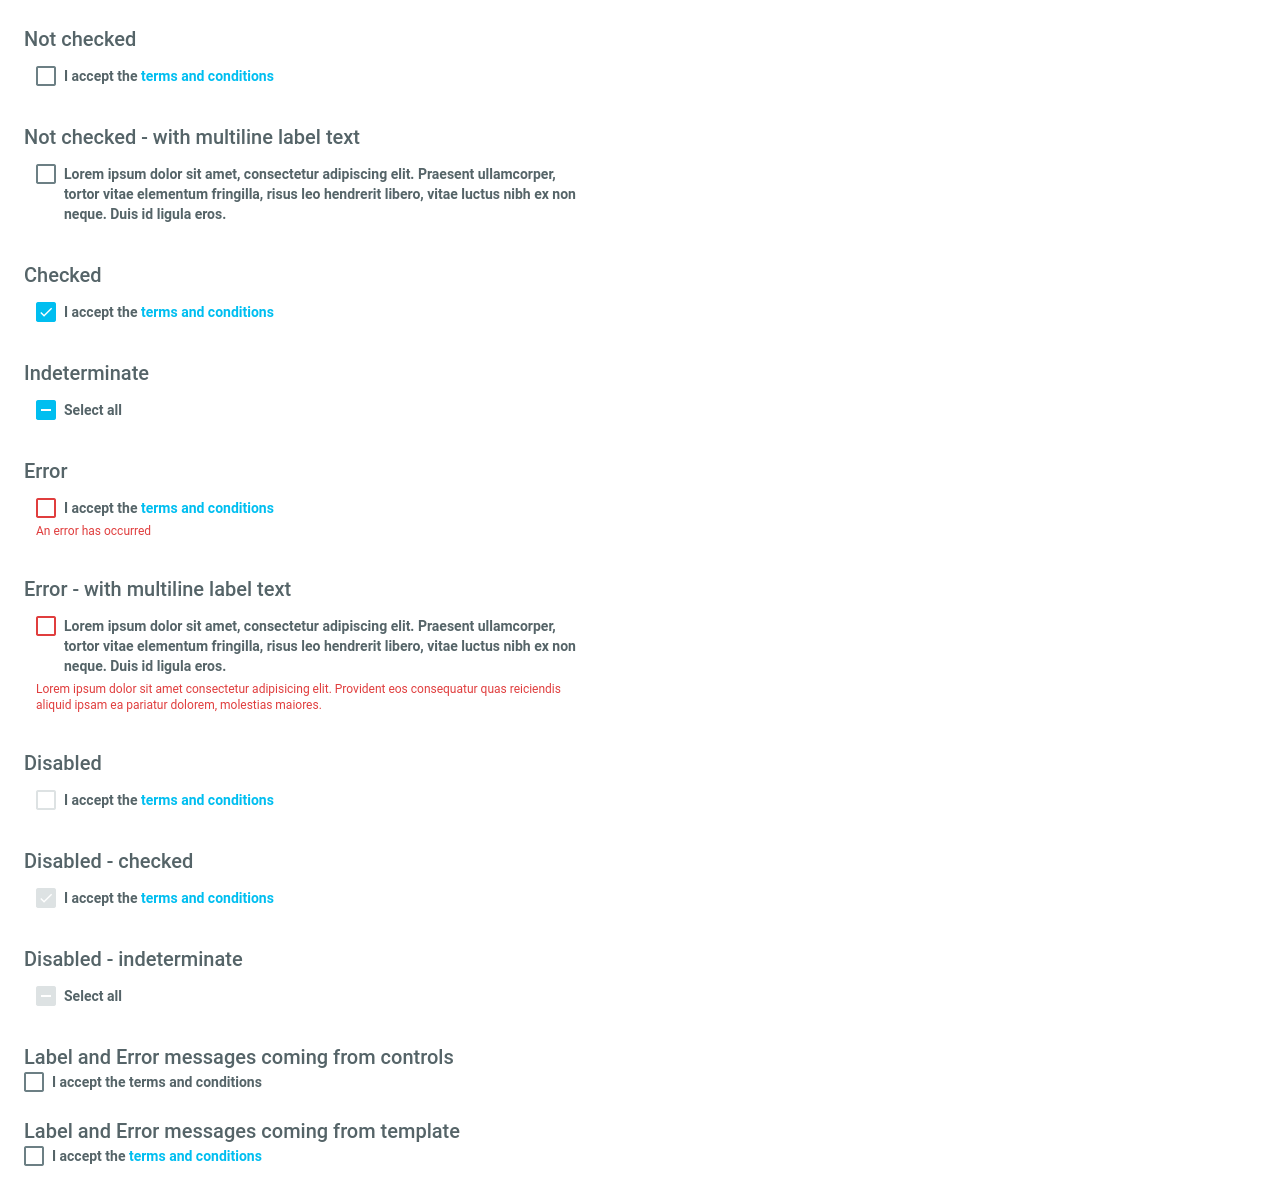 Not checked
I accept the terms and conditions
Not checked - with multiline label text
Lorem ipsum dolor sit amet, consectetur adipiscing elit. Praesent ullamcorper,
tortor vitae elementum fringilla, risus leo hendrerit libero, vitae luctus nibh ex non
neque. Duis id ligula eros.
Checked
I accept the terms and conditions
Indeterminate
Select all
Error
I accept the terms and conditions
An error has occurred
Error - with multiline label text
Lorem ipsum dolor sit amet, consectetur adipiscing elit. Praesent ullamcorper,
tortor vitae elementum fringilla, risus leo hendrerit libero, vitae luctus nibh ex non
neque. Duis id ligula eros.
Lorem ipsum dolor sit amet consectetur adipisicing elit. Provident eos consequatur quas reiciendis
aliquid ipsam ea pariatur dolorem, molestias maiores.
Disabled
I accept the terms and conditions
Disabled - checked
I accept the terms and conditions
Disabled - indeterminate
Select all
Label and Error messages coming from controls
I accept the terms and conditions
Label and Error messages coming from template
I accept the terms and conditions